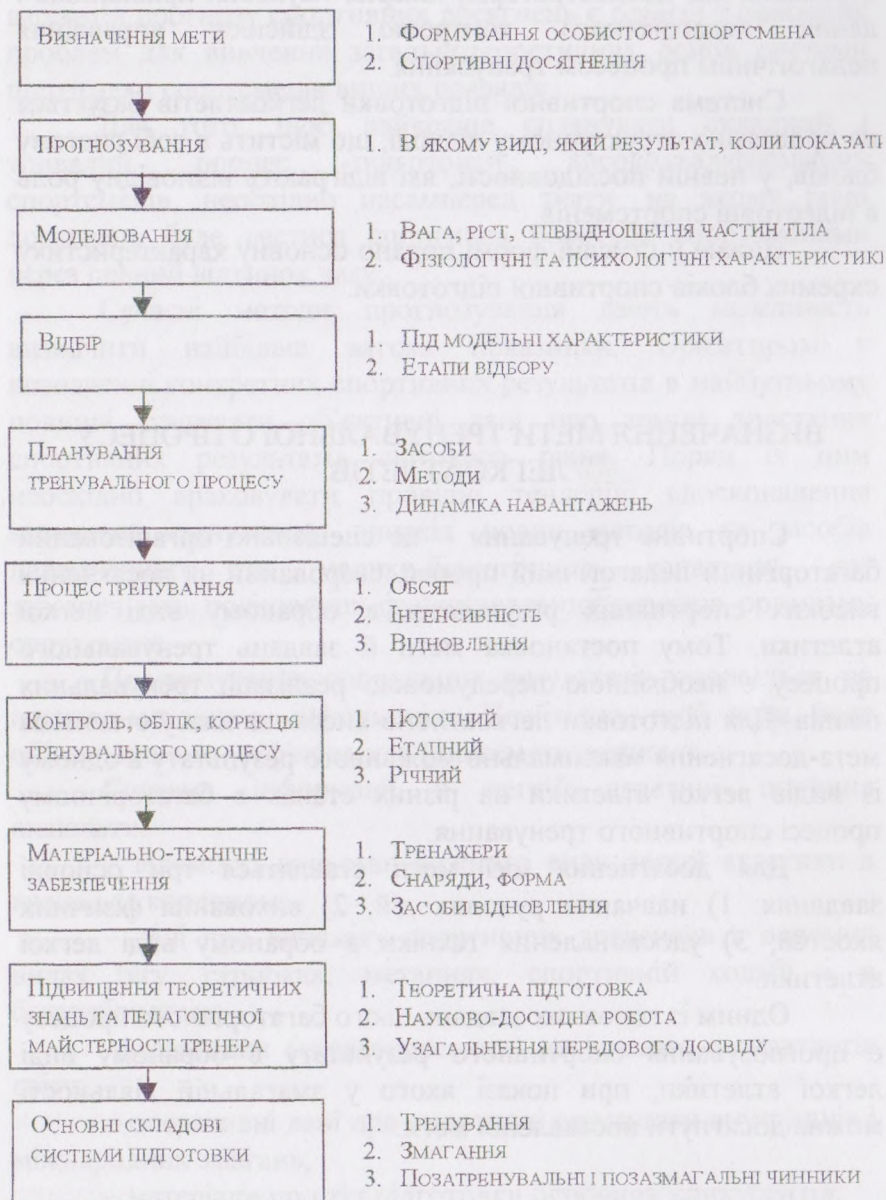 ВИЗНАЧЕННЯ МЕТИ
1. ФОРМУВАННЯ ОСОБИСТОСТІ СПОРТСМЕНА
2. СПОРТИВНІ ДОСЯГНЕННЯ
ПРОГНОЗУВАННЯ
1. В ЯКОМУ ВИДІ, ЯКИЙ РЕЗУЛЬТАТ, КОЛИ ПОКАЗАТИ
МОДЕЛЮВАННЯ
1. ВАГА, РІСТ, СПІВВІДНОШЕННЯ ЧАСТИН ТІЛА
2. ФІЗІОЛОГІЧНІ ТА ПСИХОЛОГІЧНІ ХАРАКТЕРИСТИКИ
ВІДБІР
1. ПІД МОДЕЛЬНІ ХАРАКТЕРИСТИКИ
2. ЕТАПИ ВІДБОРУ
ПЛАНУВАННЯ
ТРЕНУВАЛЬНОГО ПРОЦЕСУ
1. ЗАСОБИ
2. МЕТОДИ
3. ДИНАМІКА НАВАНТАЖЕНЬ
ПРОЦЕС ТРЕНУВАННЯ
1. ОБСЯГ
2. ІНТЕНСИВНІСТЬ
3. ВІДНОВЛЕННЯ
КОНТРОЛЬ, ОБЛІК, КОРЕКЦІЯ
ТРЕНУВАЛЬНОГО ПРОЦЕСУ
1. ПОТОЧНИЙ
2. ЕТАПНИЙ
3. РІЧНИЙ
МАТЕРІАЛЬНО-ТЕХНІЧНЕ
ЗАБЕЗПЕЧЕННЯ
1. ТРЕНАЖЕРИ
2. СНАРЯДИ, ФОРМА
3. ЗАСОБИ ВІДНОВЛЕННЯ
ПІДВИЩЕННЯ ТЕОРЕТИЧНИХ
ЗНАНЬ ТА ПЕДАГОГІЧНОЇ
МАЙСТЕРНОСТІ ТРЕНЕРА
1. ТЕОРЕТИЧНА ПІДГОТОВКА
2. НАУКОВО-ДОСЛІДНА РОБОТА
3. УЗАГАЛЬНЕННЯ ПЕРЕДОВОГО ДОСВІДУ
ОСНОВНІ СКЛАДОВІ
СИСТЕМИ ПІДГОТОВКИ
1. ТРЕНУВАННЯ
2. ЗМАГАННЯ
3. ПОЗАТРЕНУВАЛЬНІ І ПОЗАЗМАГАЛЬНІ ЧИННИКИ